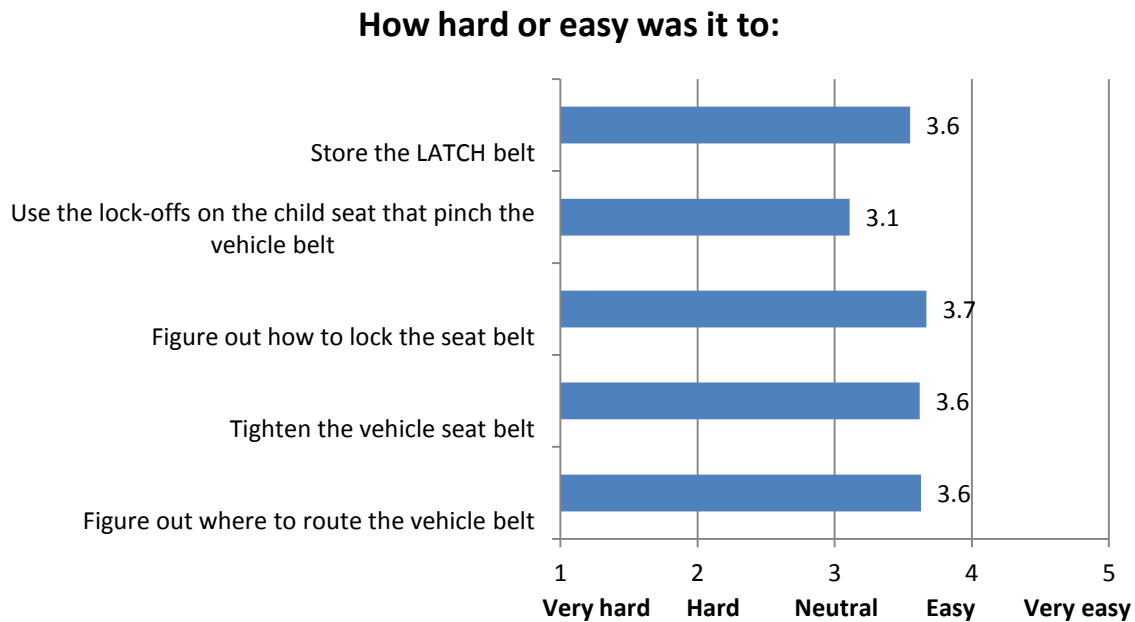 How hard or easy was it to:
Store the LATCH belt
3.6
Use the lock-offs on the child seat that pinch the
vehicle belt
3.1
Figure out how to lock the seat belt
3.7
Tighten the vehicle seat belt
3.6
Figure out where to route the vehicle belt
3.6
1 2 3 4 5
Very hard Hard Neutral Easy Very easy